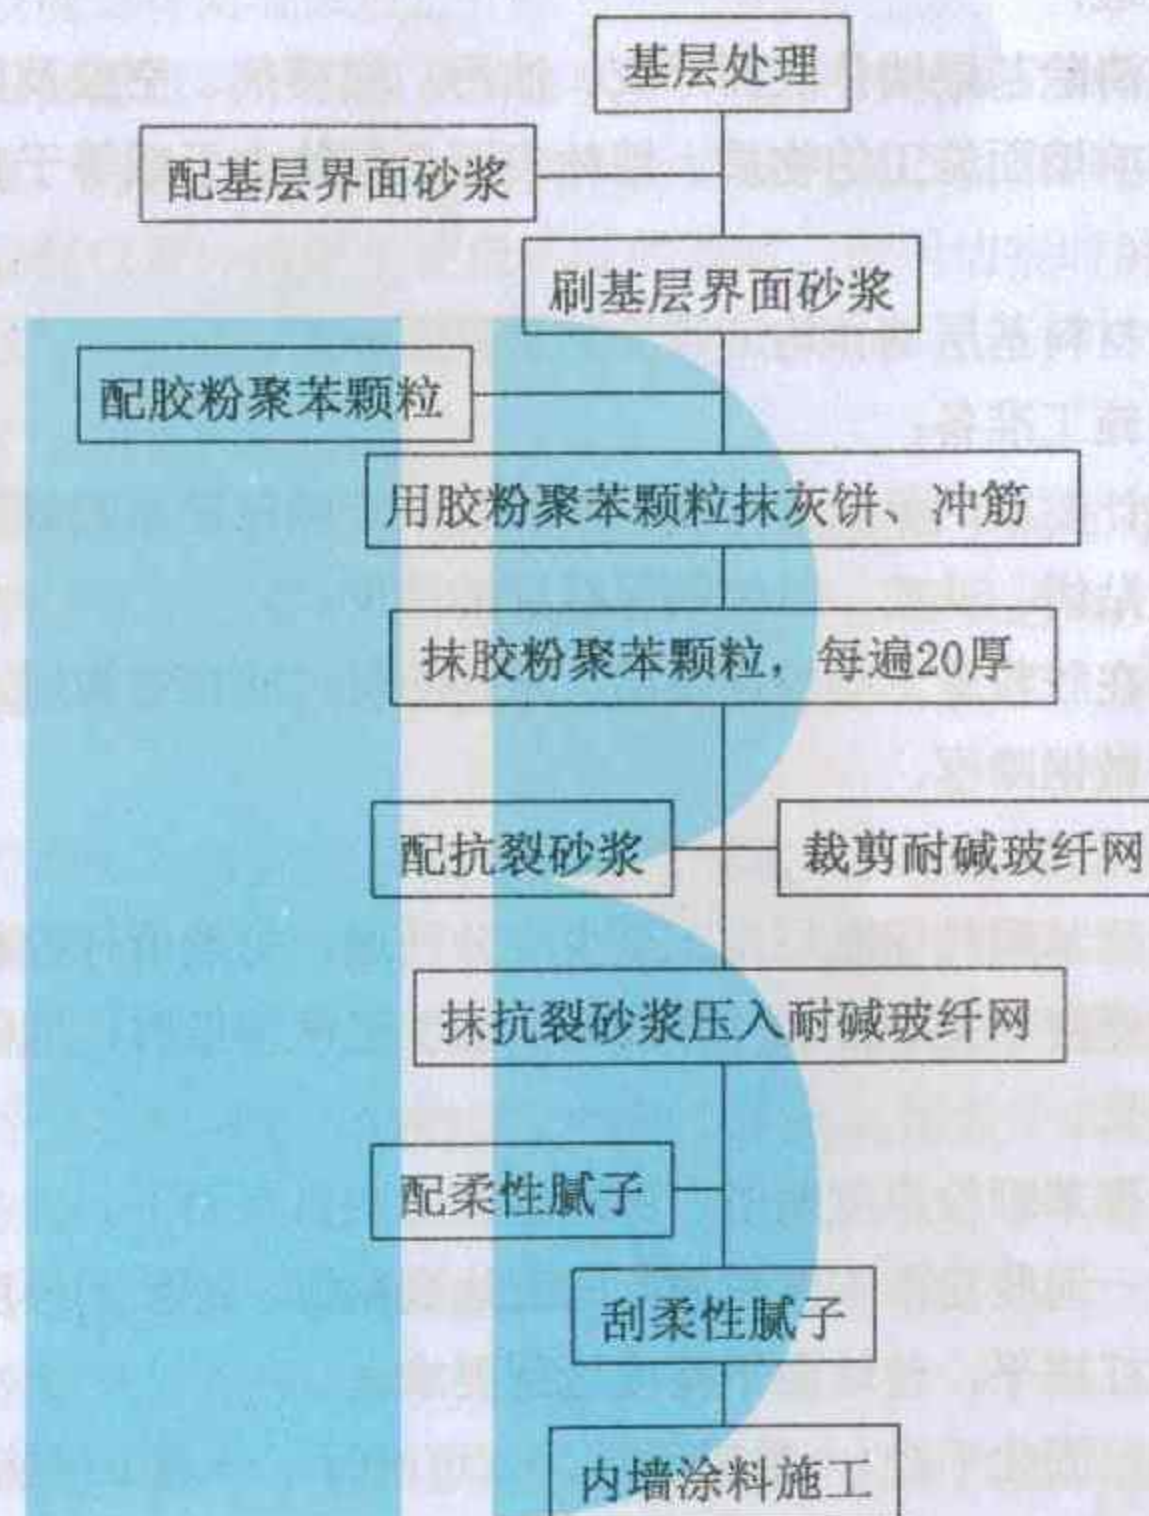 基层处理
配基层界面砂浆
刷基层界面砂浆
配胶粉聚苯颗粒
用胶粉聚苯颗粒抹灰饼、冲筋
抹胶粉聚苯颗粒，每遍20厚
配抗裂砂浆
裁剪耐碱玻纤网
抹抗裂砂浆压入耐碱玻纤网
配柔性腻子
刮柔性腻子
内墙涂料施工